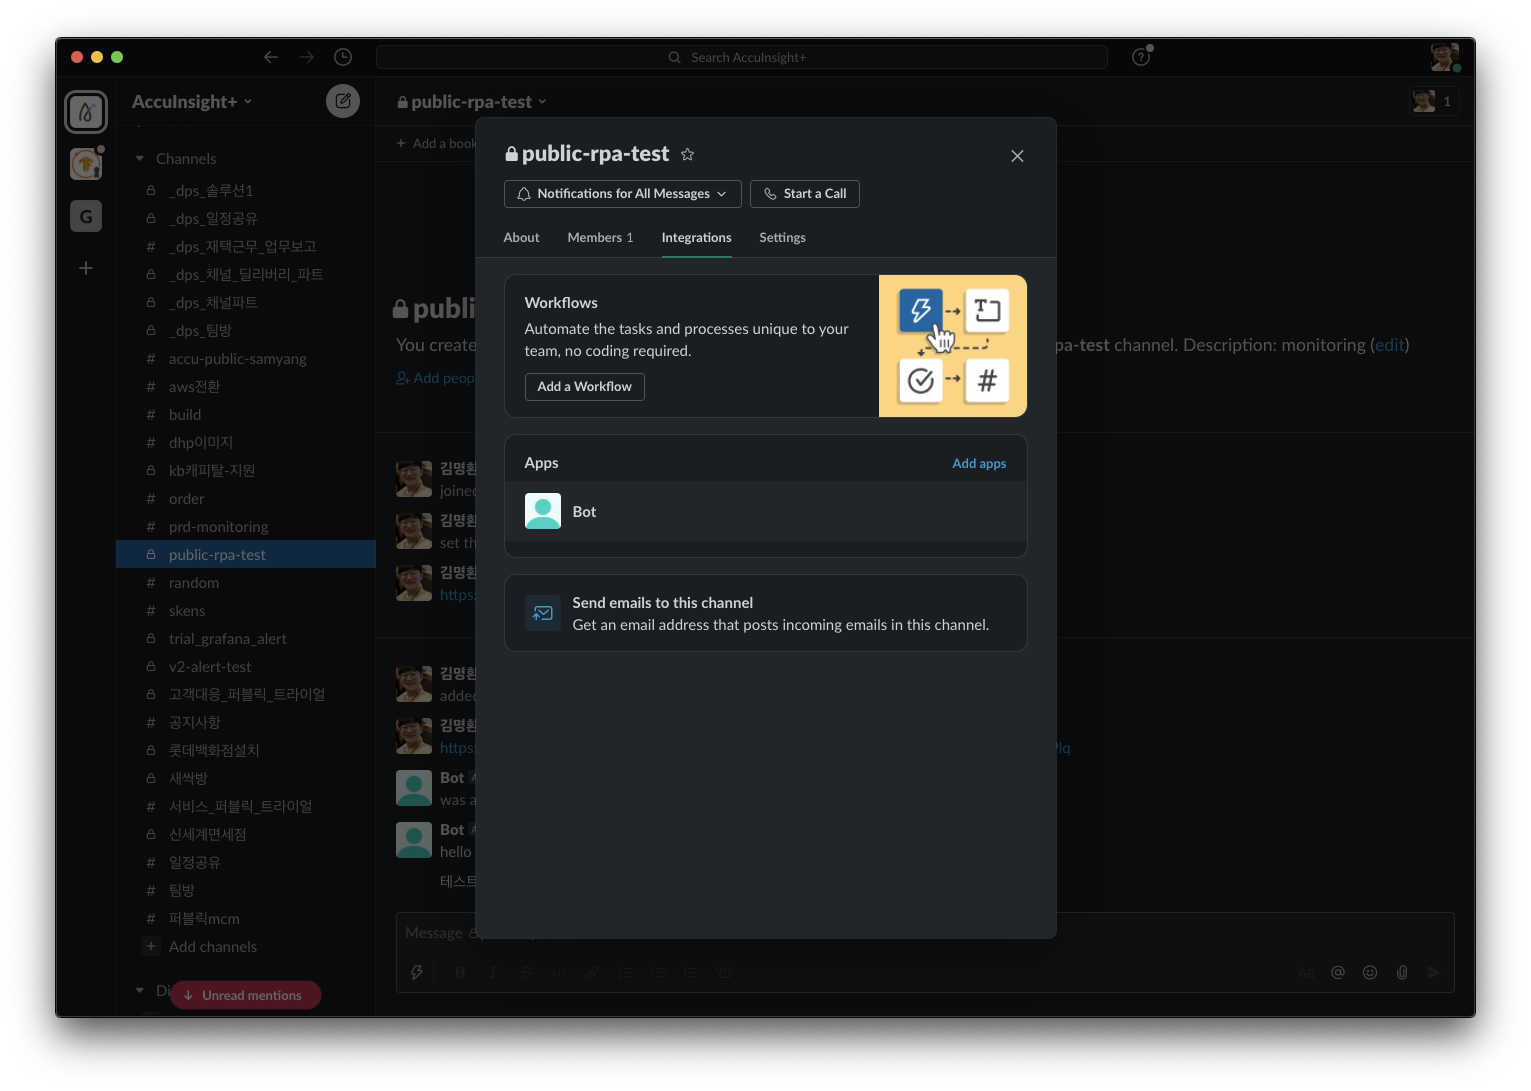 Search AccuInsight+
AccuInsight+
public-rpa-test
1
G
Add a book
Channels
_dps_솔루션1
_dps_일정공유
# _dps_재택근무_업무보고
_dps_채널_딜리버리_파트
_dps_채널파트
_dps_팀방
# accu-public-samyang
# aws전환
# build
# dhp이미지
kb캐피탈-지원
# order
# prd-monitoring
public-rpa-test
# random
# skens
trial_grafana_alert
v2-alert-test
고객대응_퍼블릭_트라이얼
# 공지사항
롯데백화점설치
새싹방
# 서비스_퍼블릭_트라이얼
신세계면세점
# 일정공유
# 팀방
# 퍼블릭mcm
+ Add channels
Di
Unread mentions
publi
You create
pa-test channel. Description: monitoring (edit)
Add peop
김명환
joined
김명환
set th
김명환
https:
김명환
added
김명환
https:
lq
Bot
was a
Bot
hello
테스트
Message
B I S </>
Aa @
public-rpa-test
Notifications for All Messages
Start a Call
About Members 1 Integrations Settings
Workflows
Automate the tasks and processes unique to your
team, no coding required.
Add a Workflow
T
#
Apps
Add apps
Bot
Send emails to this channel
Get an email address that posts incoming emails in this channel.